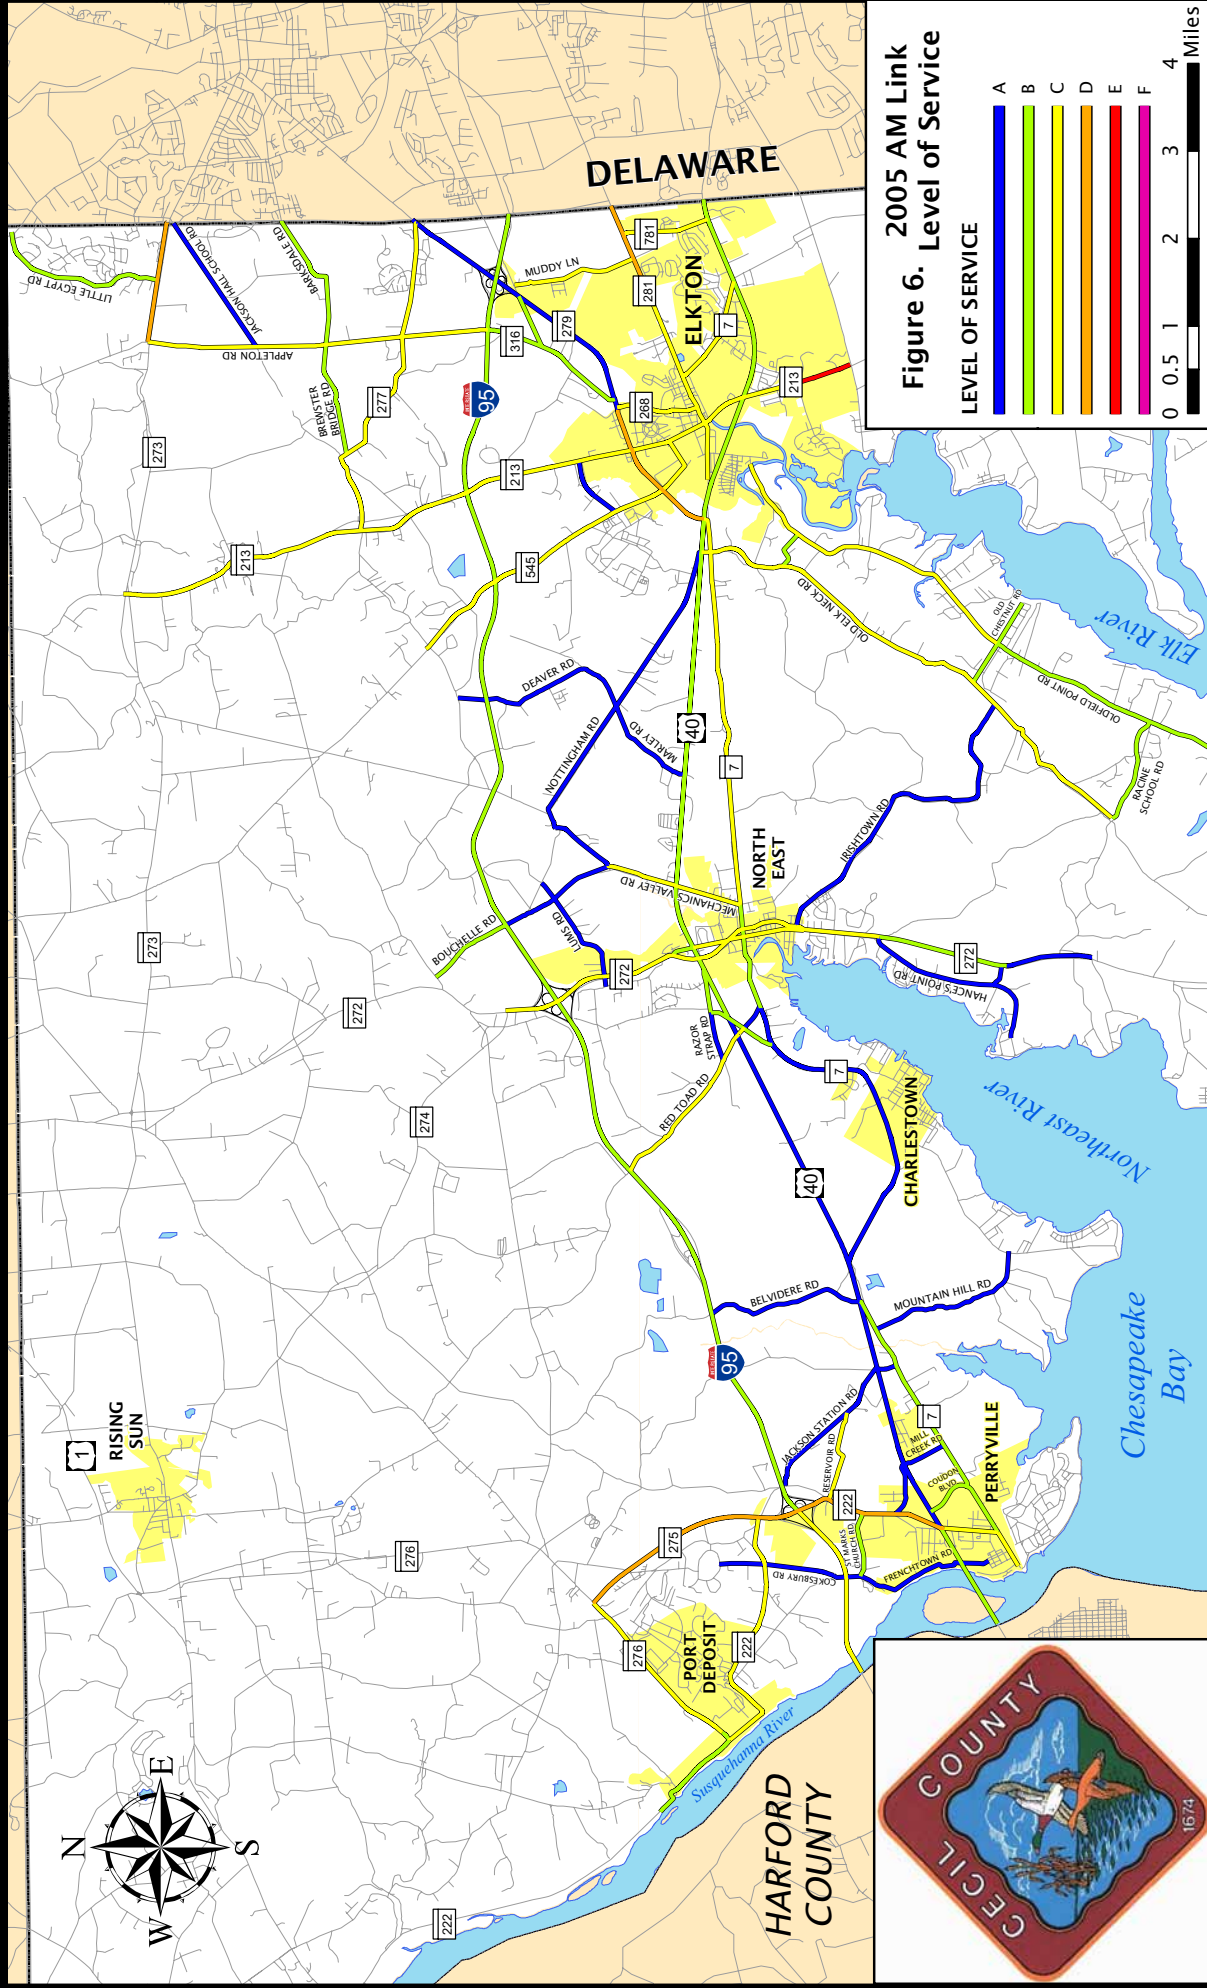 Figure 6. 2005 AM Link
Level of Service
LEVEL OF SERVICE
A
B
C
D
E
F
0 0.5 1 2 3 4
Miles
N
E
S
W
DELAWARE
HARFORD
COUNTY
RISING
SUN
PORT
DEPOSIT
PERRYVILLE
CHARLESTOWN
NORTH
EAST
ELKTON
Susquehanna River
Chesapeake
Bay
Northeast River
Elk River
LITTLE EGYPT RD
JACKSON HALL SCHOOL RD
BARKSDALE RD
APPLETON RD
BREWSTER
BRIDGE RD
MUDDY LN
DEAVER RD
NOTTINGHAM RD
MARLEY RD
MECHANICS VALLEY RD
BOUCHELLE RD
LUMS RD
RAZOR
STRAP RD
RED TOAD RD
OLD ELK NECK RD
OLD
CHESTNUT RD
OLDFIELD POINT RD
RACINE
SCHOOL RD
IRISHTOWN RD
HANCE'S POINT RD
BELVIDERE RD
MOUNTAIN HILL RD
JACKSON STATION RD
RESERVOIR RD
MILL
CREEK RD
COUDON
BLVD
ST MARKS
CHURCH RD
FRENCHTOWN RD
COKESBURY RD
273
277
213
213
316
279
281
781
7
268
213
545
INTERSTATE
95
40
7
273
272
272
272
274
7
40
INTERSTATE
95
1
276
275
222
7
276
222
222
CECIL COUNTY
1674